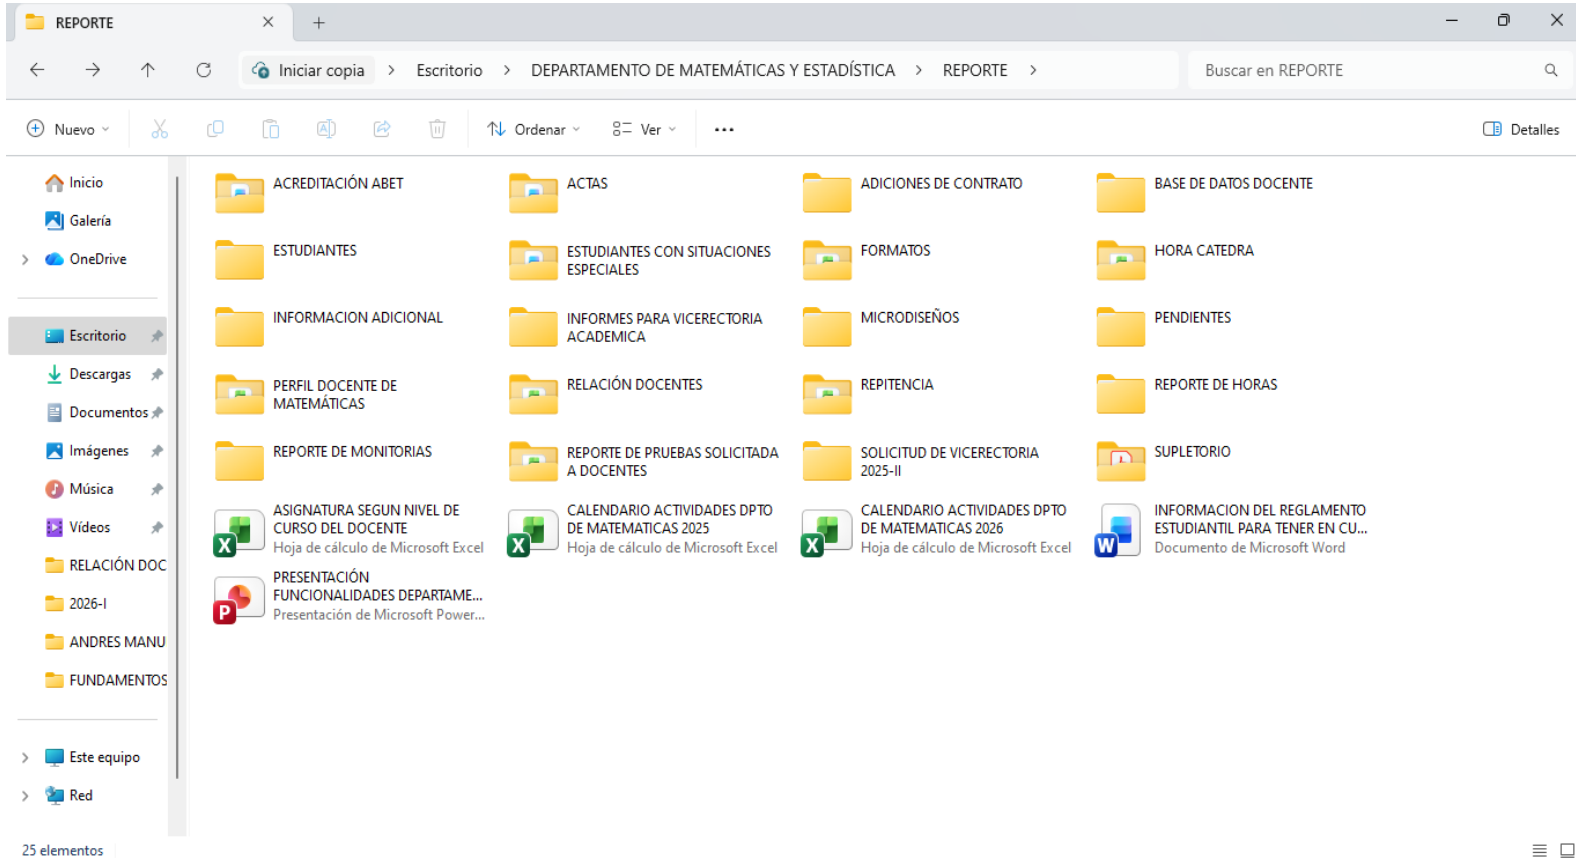 REPORTE
Iniciar copia > Escritorio > DEPARTAMENTO DE MATEMÁTICAS Y ESTADÍSTICA > REPORTE >
Buscar en REPORTE
Nuevo
Ordenar
Ver
Detalles
Inicio
Galería
OneDrive
Escritorio
Descargas
Documentos
Imágenes
Música
Vídeos
RELACIÓN DOC
2026-I
ANDRES MANU
FUNDAMENTOS
Este equipo
Red
ACREDITACIÓN ABET
ACTAS
ADICIONES DE CONTRATO
BASE DE DATOS DOCENTE
ESTUDIANTES
ESTUDIANTES CON SITUACIONES
ESPECIALES
FORMATOS
HORA CATEDRA
INFORMACION ADICIONAL
INFORMES PARA VICERECTORIA
ACADEMICA
MICRODISEÑOS
PENDIENTES
PERFIL DOCENTE DE
MATEMÁTICAS
RELACIÓN DOCENTES
REPITENCIA
REPORTE DE HORAS
REPORTE DE MONITORIAS
REPORTE DE PRUEBAS SOLICITADA
A DOCENTES
SOLICITUD DE VICERECTORIA
2025-II
SUPLETORIO
ASIGNATURA SEGUN NIVEL DE
CURSO DEL DOCENTE
Hoja de cálculo de Microsoft Excel
CALENDARIO ACTIVIDADES DPTO
DE MATEMATICAS 2025
Hoja de cálculo de Microsoft Excel
CALENDARIO ACTIVIDADES DPTO
DE MATEMATICAS 2026
Hoja de cálculo de Microsoft Excel
INFORMACION DEL REGLAMENTO
ESTUDIANTIL PARA TENER EN CU...
Documento de Microsoft Word
PRESENTACIÓN
FUNCIONALIDADES DEPARTAME...
Presentación de Microsoft Power...
25 elementos